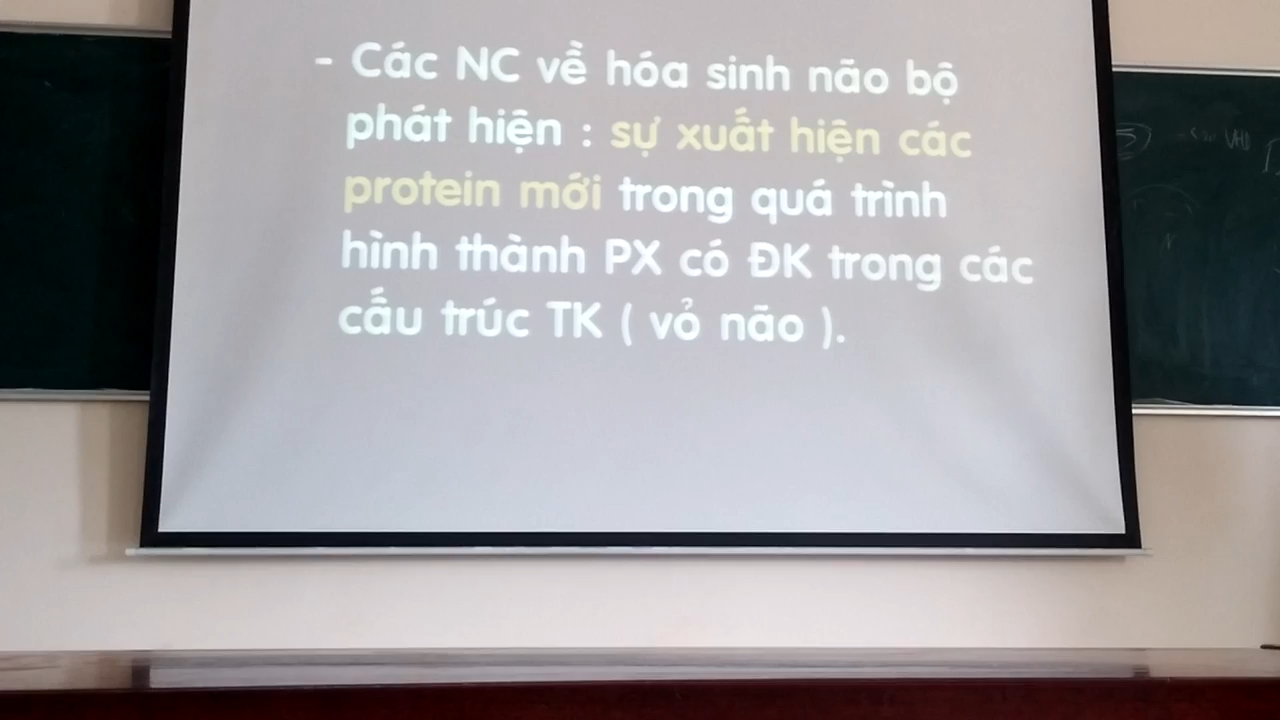 - Các NC về hóa sinh não bộ
phát hiện : sự xuất hiện các
protein mới trong quá trình
hình thành PX có ĐK trong các
cấu trúc TK ( vỏ não ).
VHD